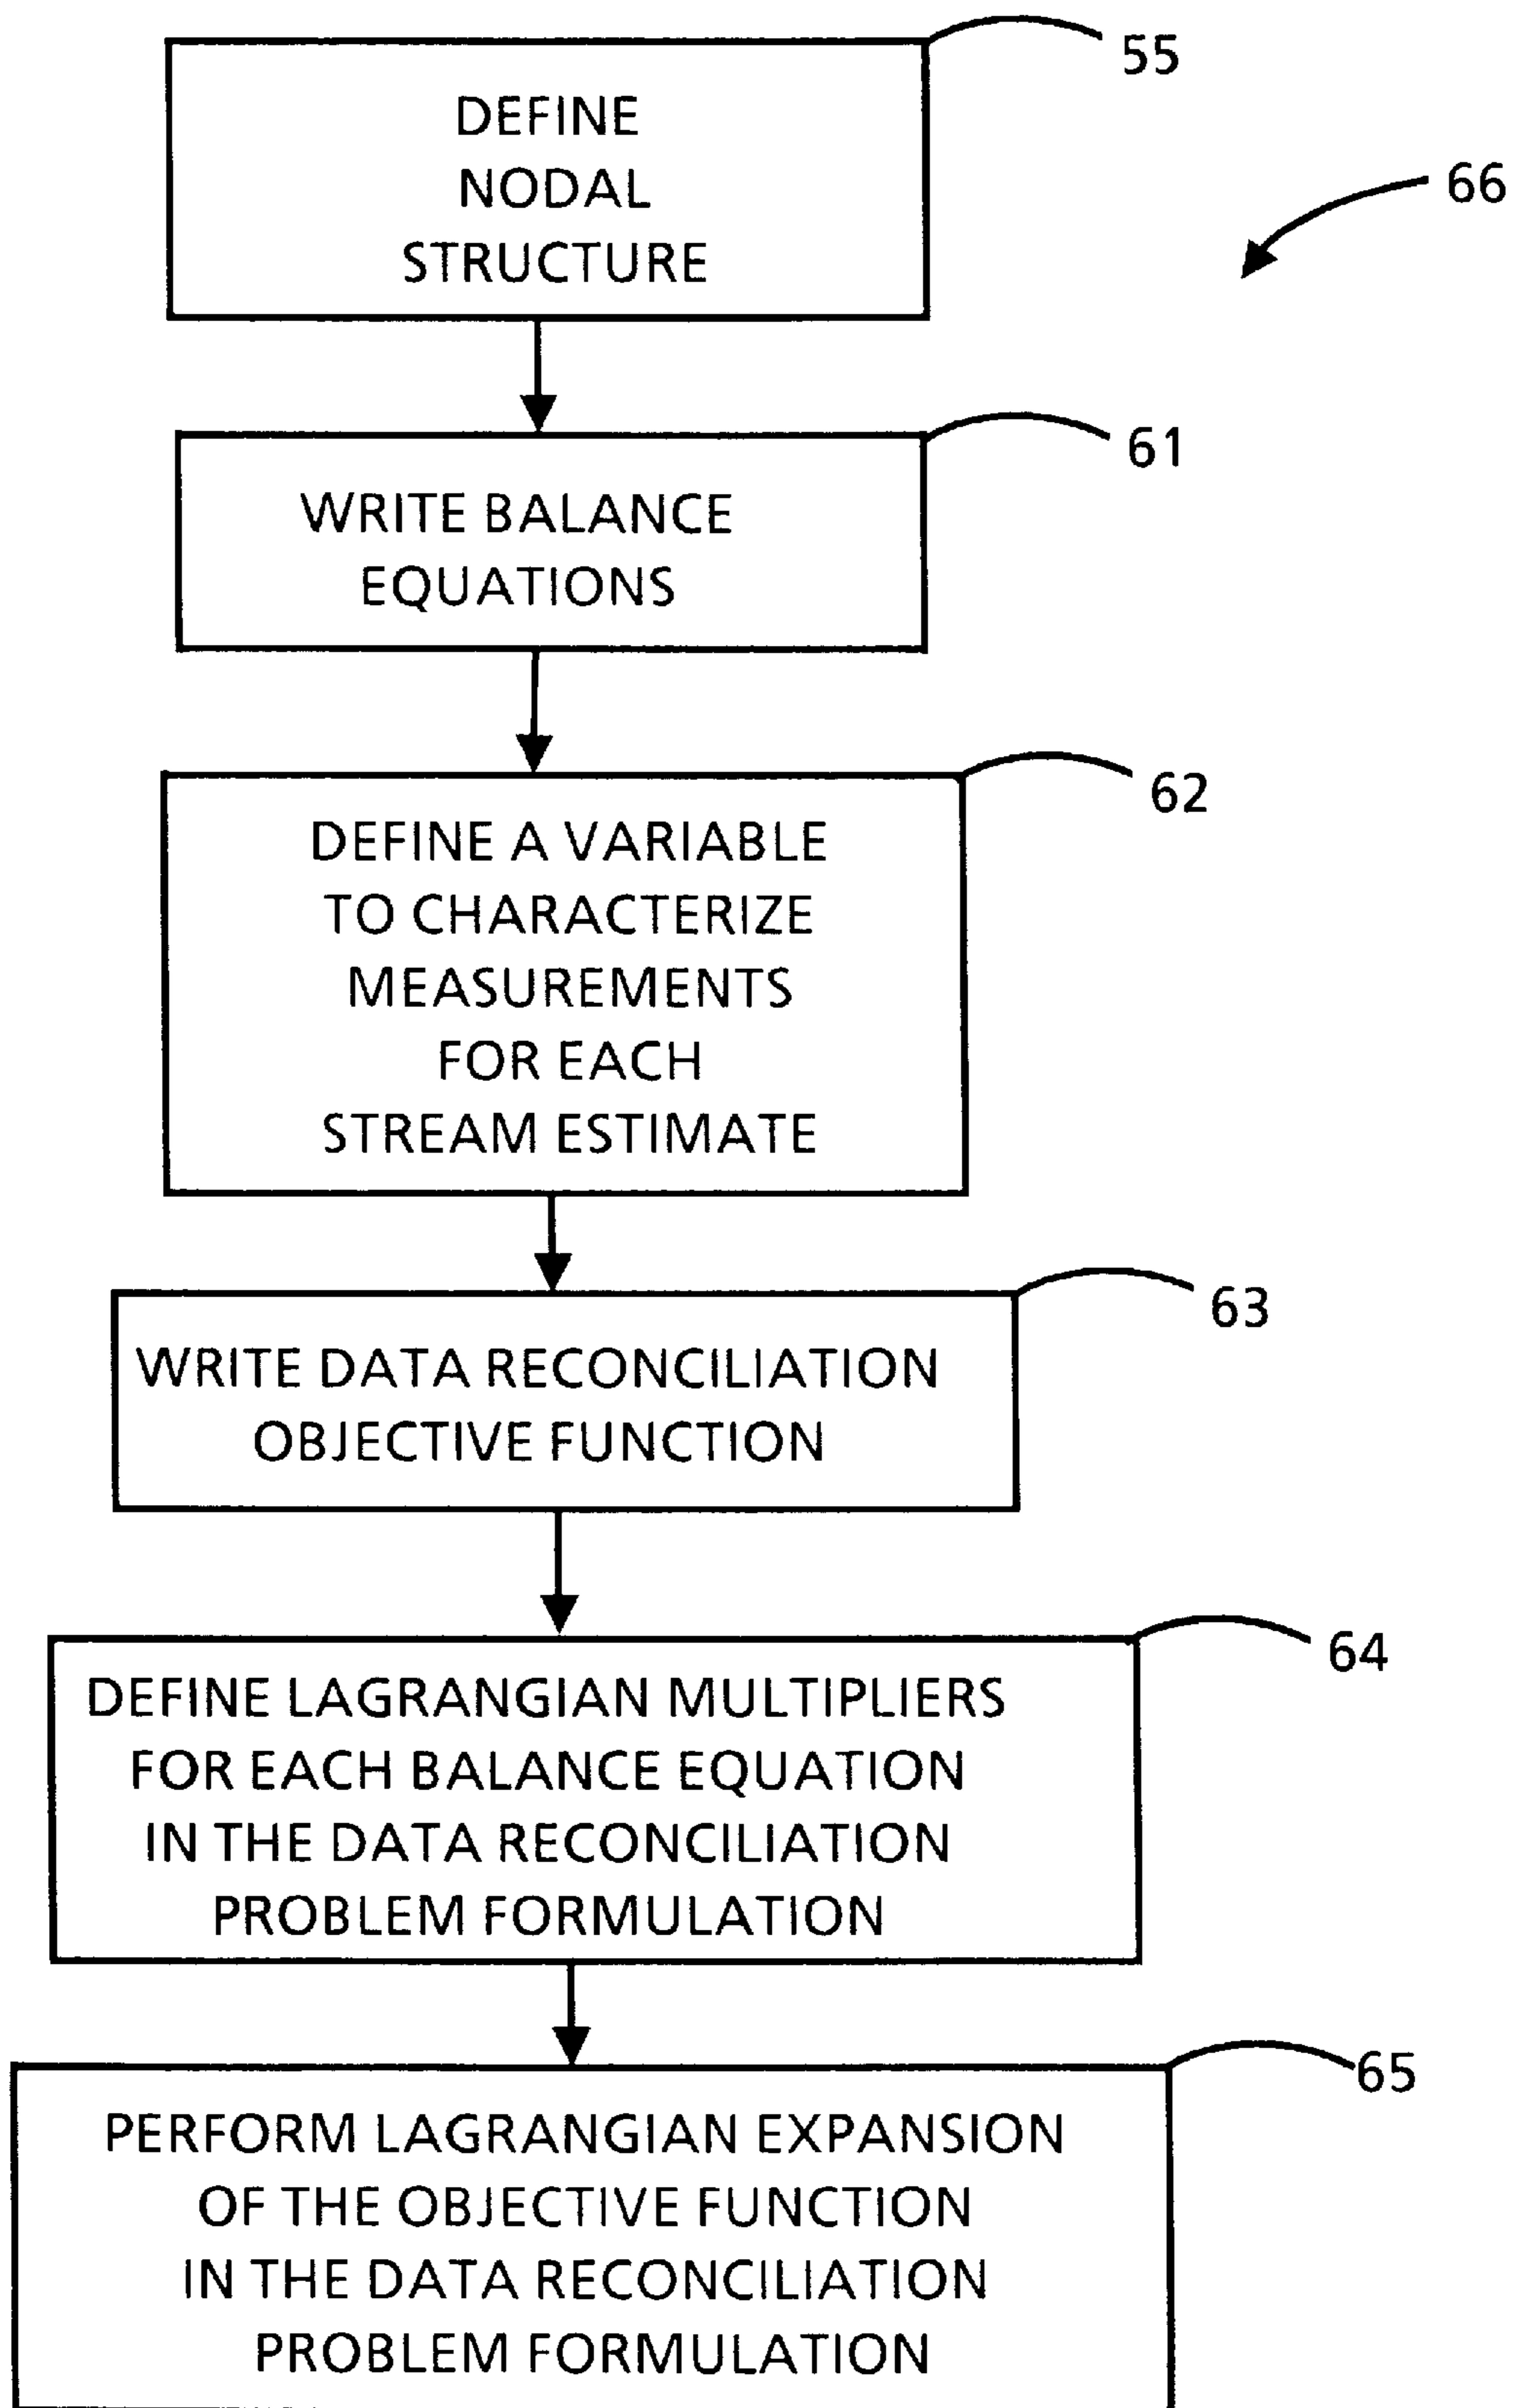 55
DEFINE
NODAL
STRUCTURE
66
61
WRITE BALANCE
EQUATIONS
62
DEFINE A VARIABLE
TO CHARACTERIZE
MEASUREMENTS
FOR EACH
STREAM ESTIMATE
63
WRITE DATA RECONCILIATION
OBJECTIVE FUNCTION
64
DEFINE LAGRANGIAN MULTIPLIERS
FOR EACH BALANCE EQUATION
IN THE DATA RECONCILIATION
PROBLEM FORMULATION
65
PERFORM LAGRANGIAN EXPANSION
OF THE OBJECTIVE FUNCTION
IN THE DATA RECONCILIATION
PROBLEM FORMULATION